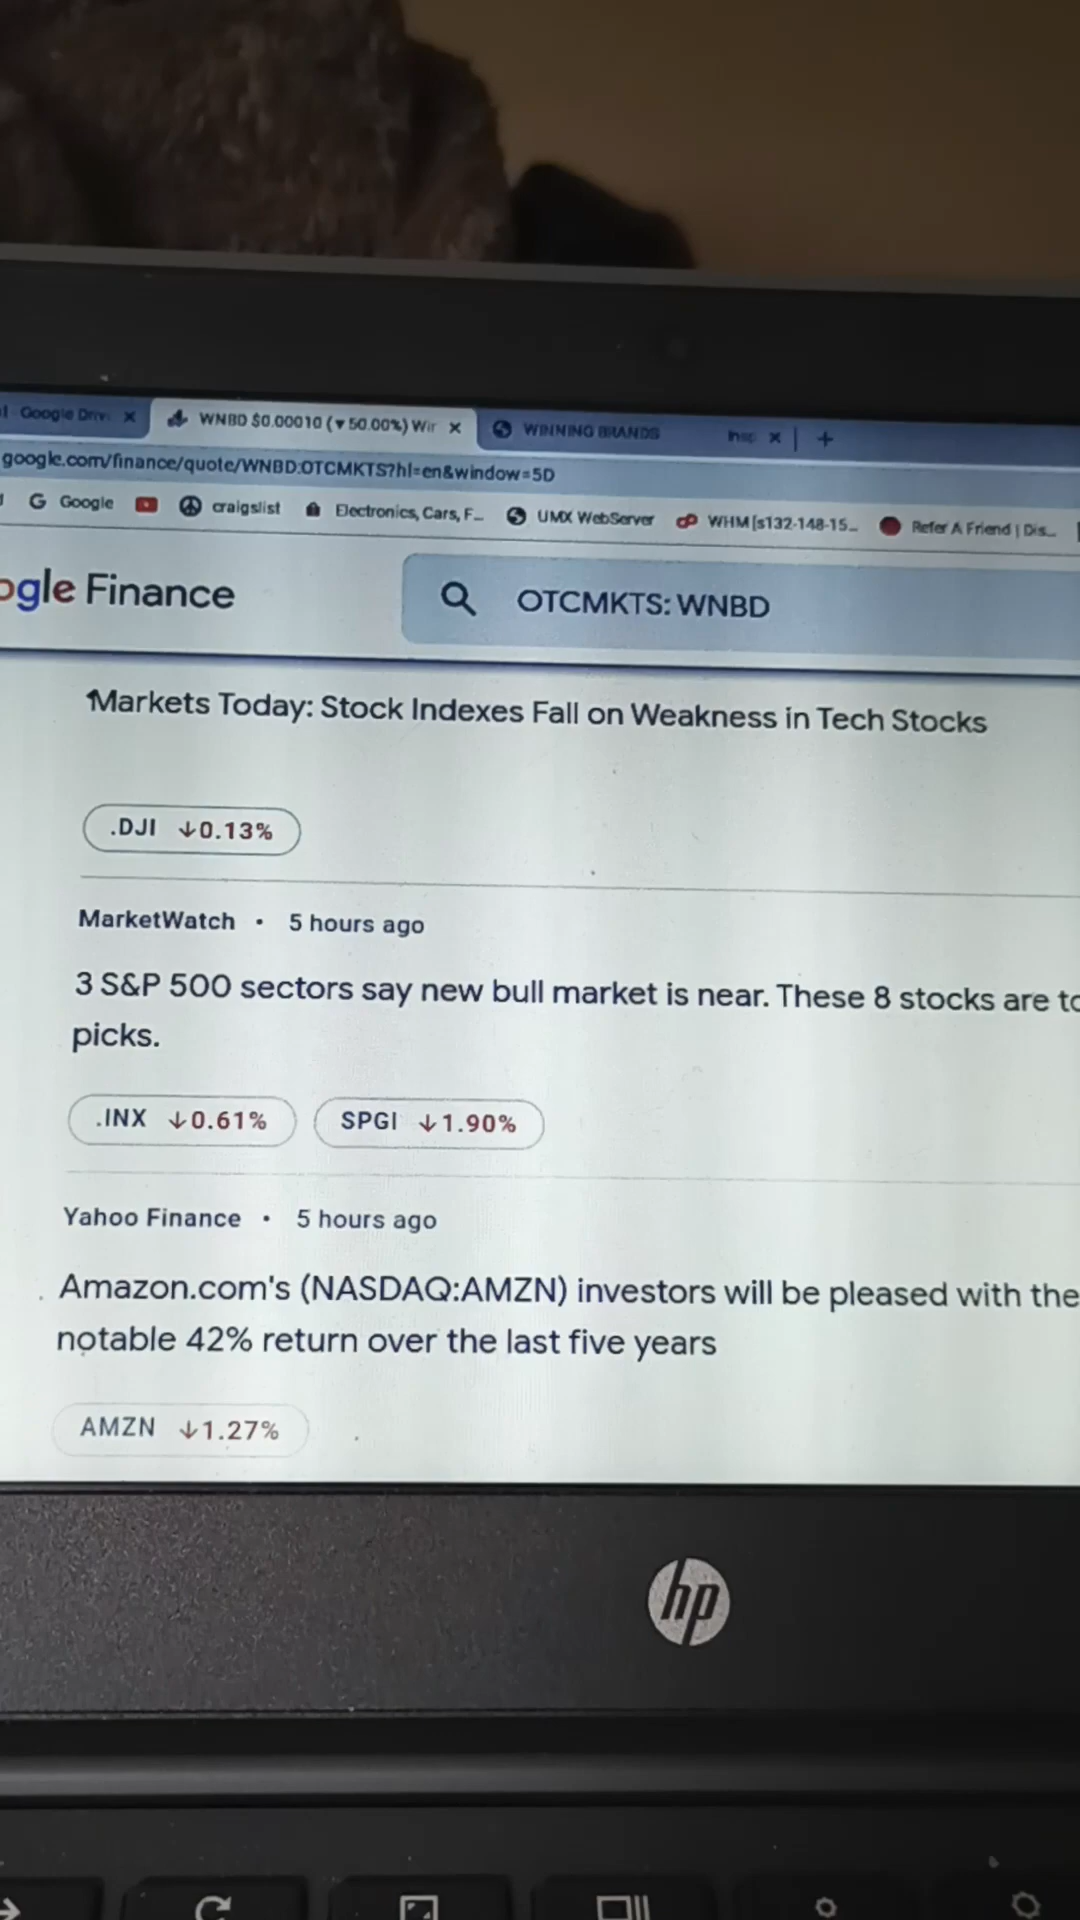 Google Driv
WNBD $0.00010 (▾50.00%) Wir
WINNING BRANDS
google.com/finance/quote/WNBD:OTCMKTS?hl=en&window=5D
G Google
craigslist
Electronics, Cars, F...
UMX WebServer
cP WHM [s132-148-15...
Refer A Friend | Dis...
ogle Finance
OTCMKTS: WNBD
Markets Today: Stock Indexes Fall on Weakness in Tech Stocks
.DJI ↓0.13%
MarketWatch • 5 hours ago
3 S&P 500 sectors say new bull market is near. These 8 stocks are to
picks.
.INX ↓0.61% SPGI ↓1.90%
Yahoo Finance • 5 hours ago
Amazon.com's (NASDAQ:AMZN) investors will be pleased with the
notable 42% return over the last five years
AMZN ↓1.27%
hp